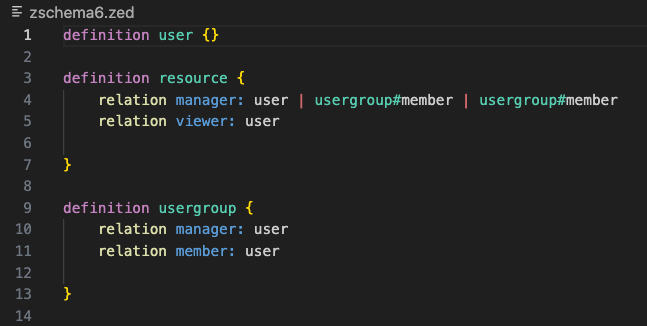 zschema6.zed
1 definition user {}
2
3 definition resource {
4 relation manager: user | usergroup#member | usergroup#member
5 relation viewer: user
6
7 }
8
9 definition usergroup {
10 relation manager: user
11 relation member: user
12
13 }
14